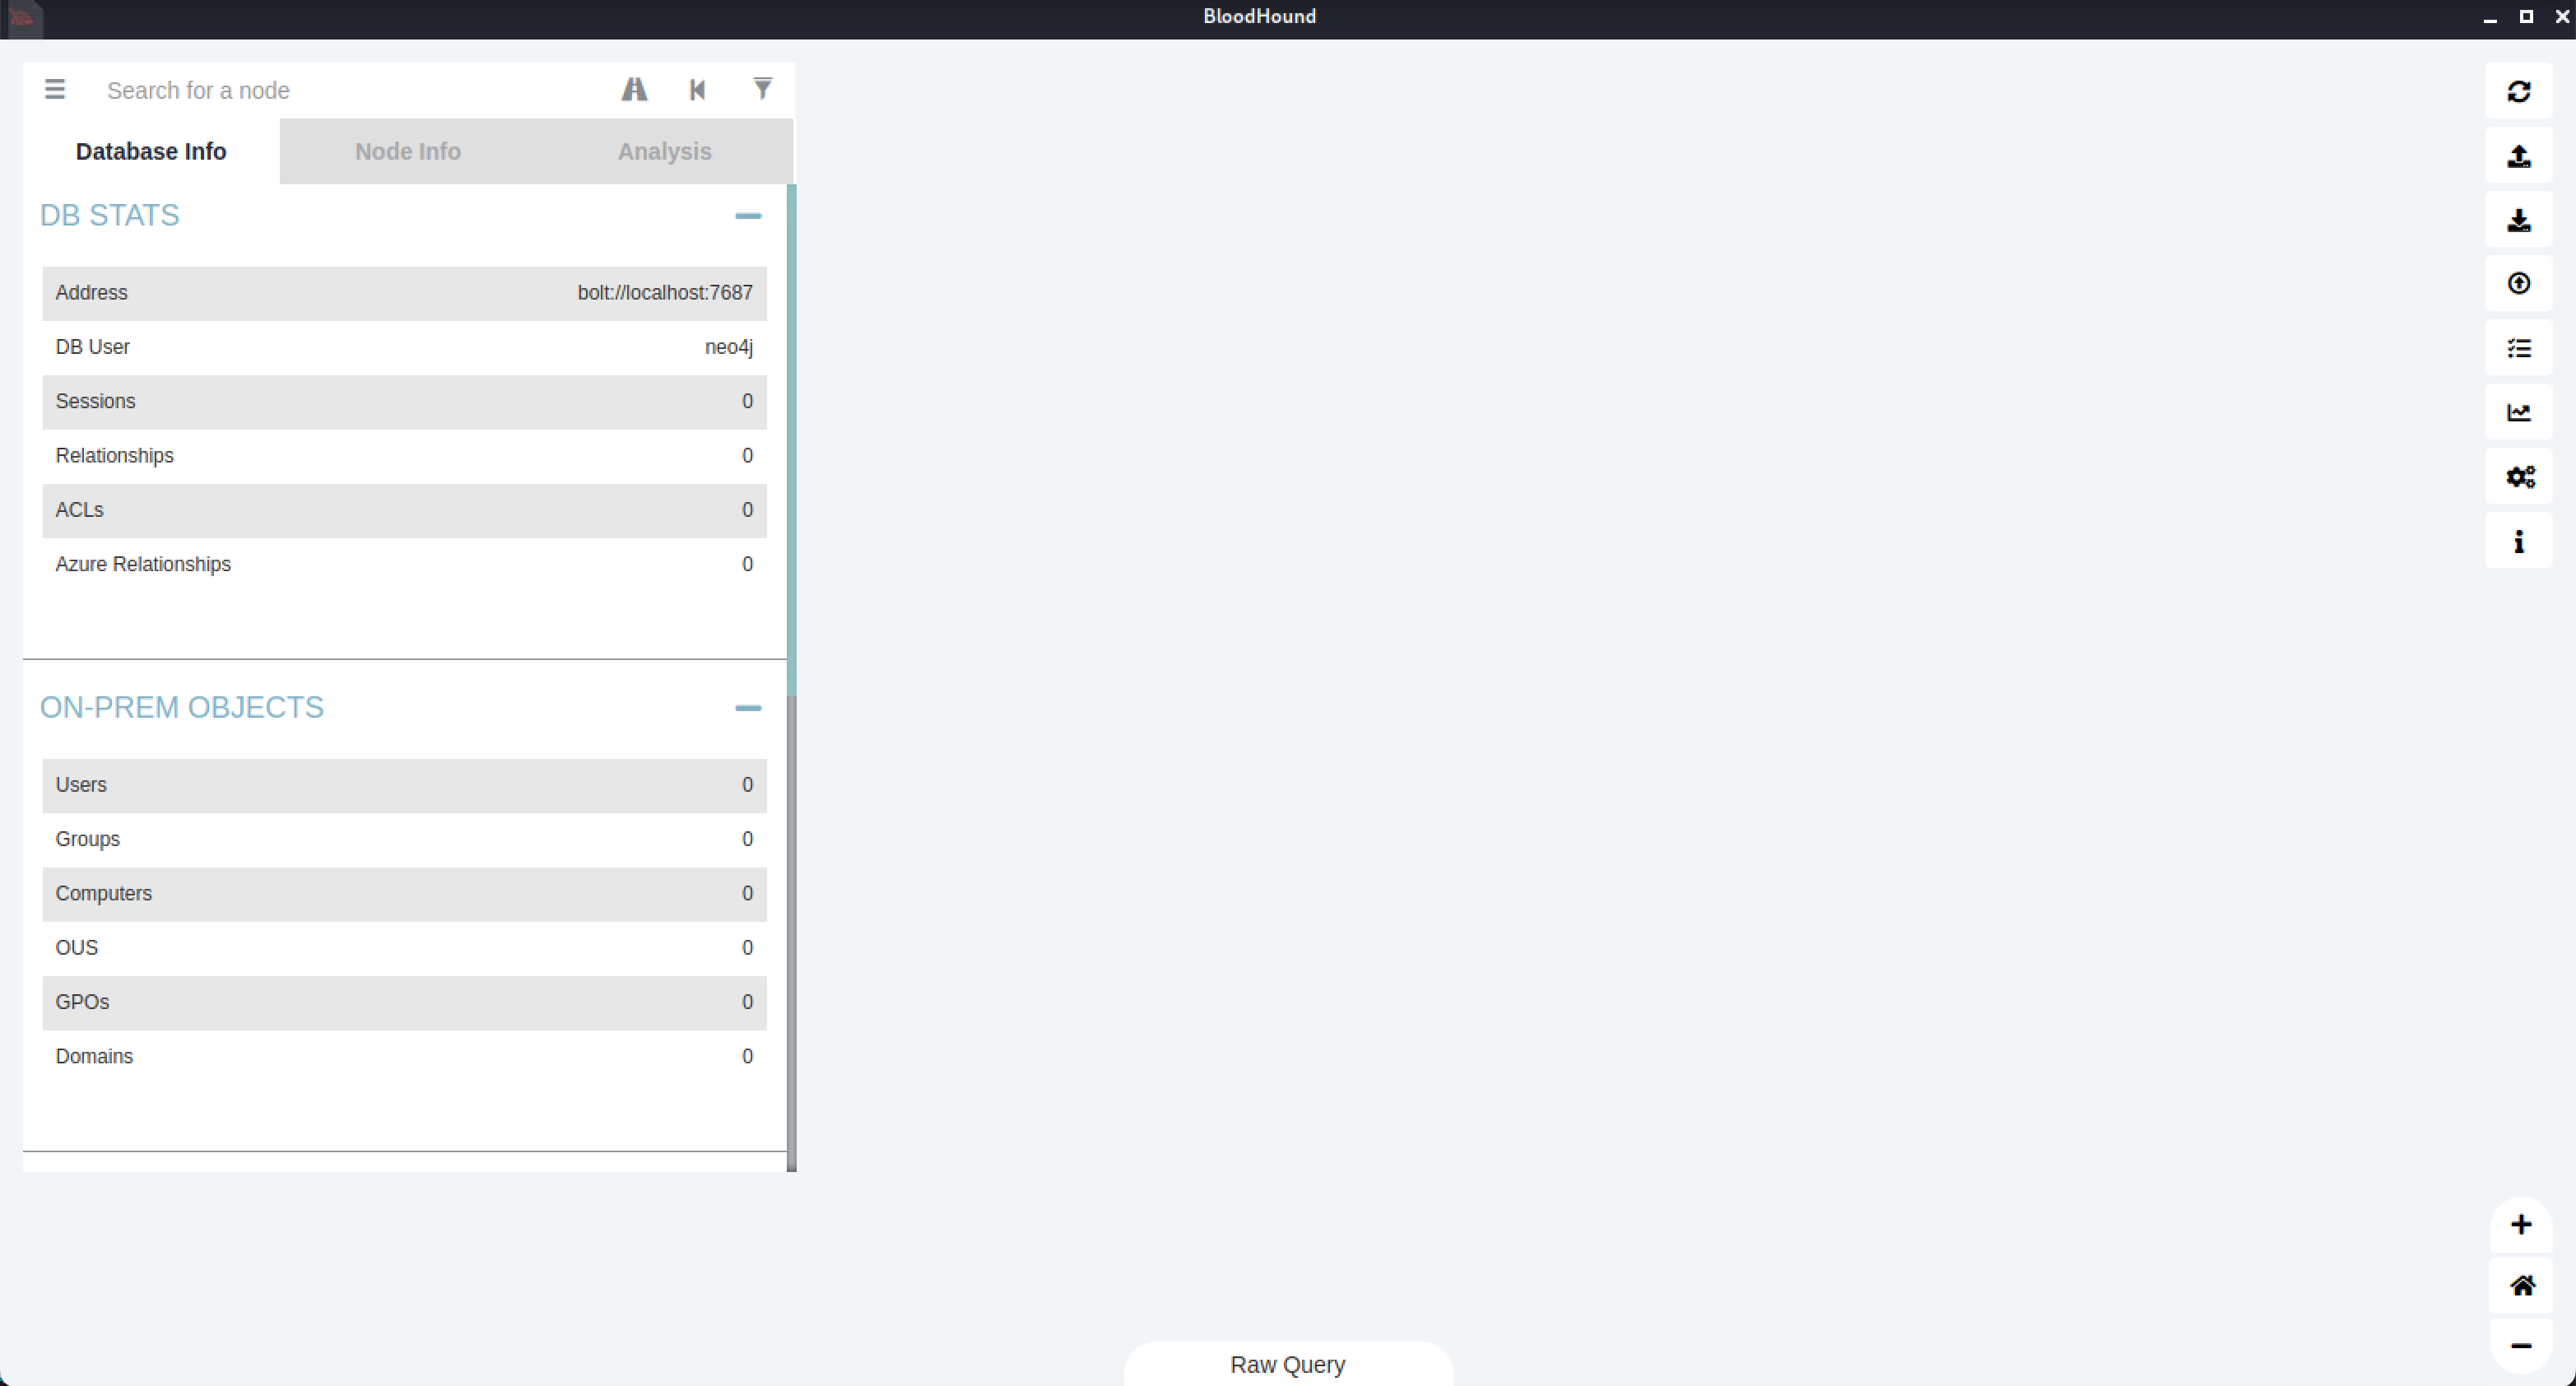 BloodHound
Search for a node
Database Info Node Info Analysis
DB STATS
Address bolt://localhost:7687
DB User neo4j
Sessions 0
Relationships 0
ACLs 0
Azure Relationships 0
ON-PREM OBJECTS
Users 0
Groups 0
Computers 0
OUS 0
GPOs 0
Domains 0
Raw Query